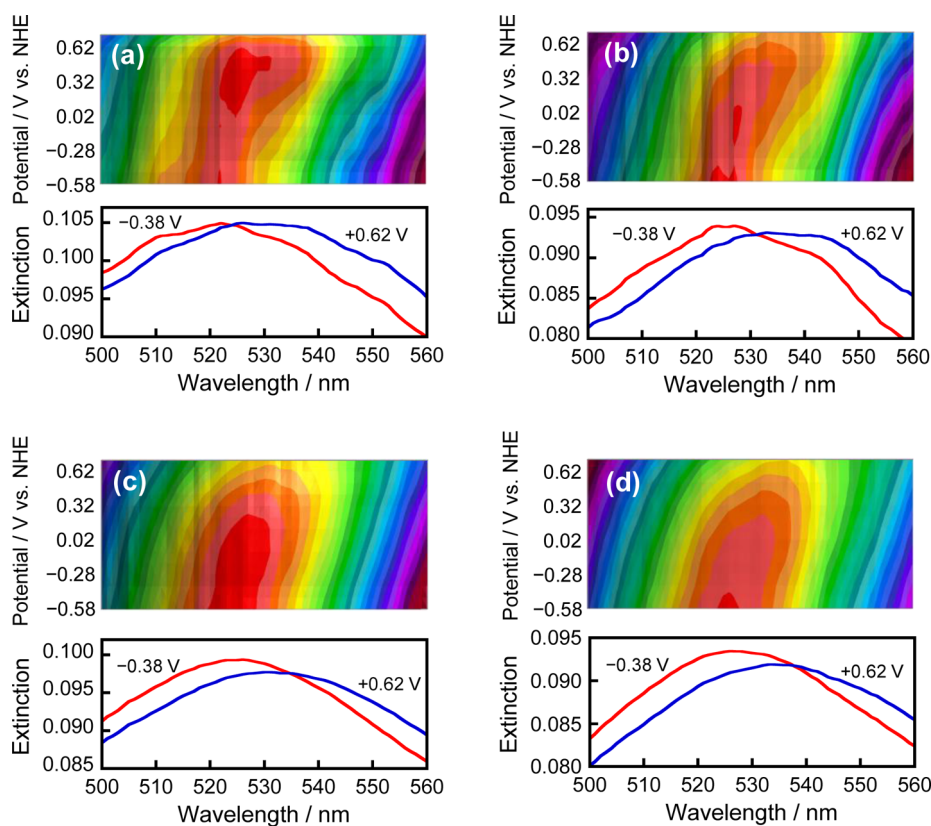 (a)
Potential / V vs. NHE
0.62
0.32
0.02
−0.28
−0.58
Extinction
0.105
0.100
0.095
0.090
−0.38 V
+0.62 V
500 510 520 530 540 550 560
Wavelength / nm
(b)
Potential / V vs. NHE
0.62
0.32
0.02
−0.28
−0.58
Extinction
0.095
0.090
0.085
0.080
−0.38 V
+0.62 V
500 510 520 530 540 550 560
Wavelength / nm
(c)
Potential / V vs. NHE
0.62
0.32
0.02
−0.28
−0.58
Extinction
0.100
0.095
0.090
0.085
−0.38 V
+0.62 V
500 510 520 530 540 550 560
Wavelength / nm
(d)
Potential / V vs. NHE
0.62
0.32
0.02
−0.28
−0.58
Extinction
0.095
0.090
0.085
0.080
−0.38 V
+0.62 V
500 510 520 530 540 550 560
Wavelength / nm